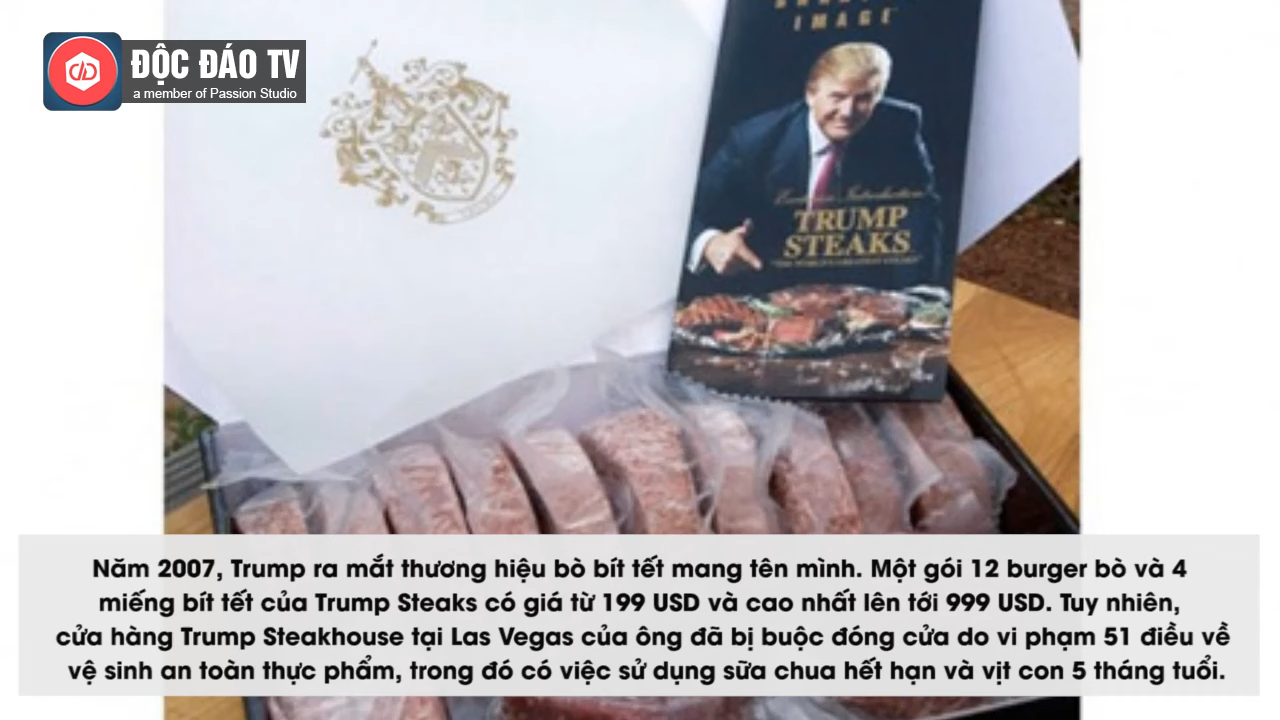 ĐỘC ĐÁO TV
a member of Passion Studio
IMAGE
TRUMP
STEAKS
Năm 2007, Trump ra mắt thương hiệu bò bít tết mang tên mình. Một gói 12 burger bò và 4
miếng bít tết của Trump Steaks có giá từ 199 USD và cao nhất lên tới 999 USD. Tuy nhiên,
cửa hàng Trump Steakhouse tại Las Vegas của ông đã bị buộc đóng cửa do vi phạm 51 điều về
vệ sinh an toàn thực phẩm, trong đó có việc sử dụng sữa chua hết hạn và vịt con 5 tháng tuổi.